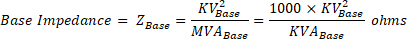 Base Impedance = Z_Base = KV²_Base / MVA_Base = 1000 × KV²_Base / KVA_Base ohms